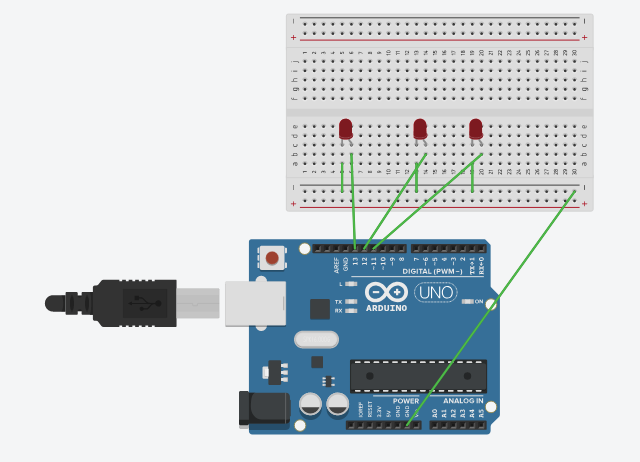 − −
+ +
1 2 3 4 5 6 7 8 9 10 11 12 13 14 15 16 17 18 19 20 21 22 23 24 25 26 27 28 29 30
j j
i i
h h
g g
f f
e e
d d
c c
b b
a a
1 2 3 4 5 6 7 8 9 10 11 12 13 14 15 16 17 18 19 20 21 22 23 24 25 26 27 28 29 30
− −
+ +
AREF GND 13 12 ~11 ~10 ~9 8 7 ~6 ~5 4 ~3 2 TX→1 RX←0
DIGITAL (PWM~)
L
TX
RX
ARDUINO
UNO
ON
POWER ANALOG IN
IOREF RESET 3.3V 5V GND GND A0 A1 A2 A3 A4 A5